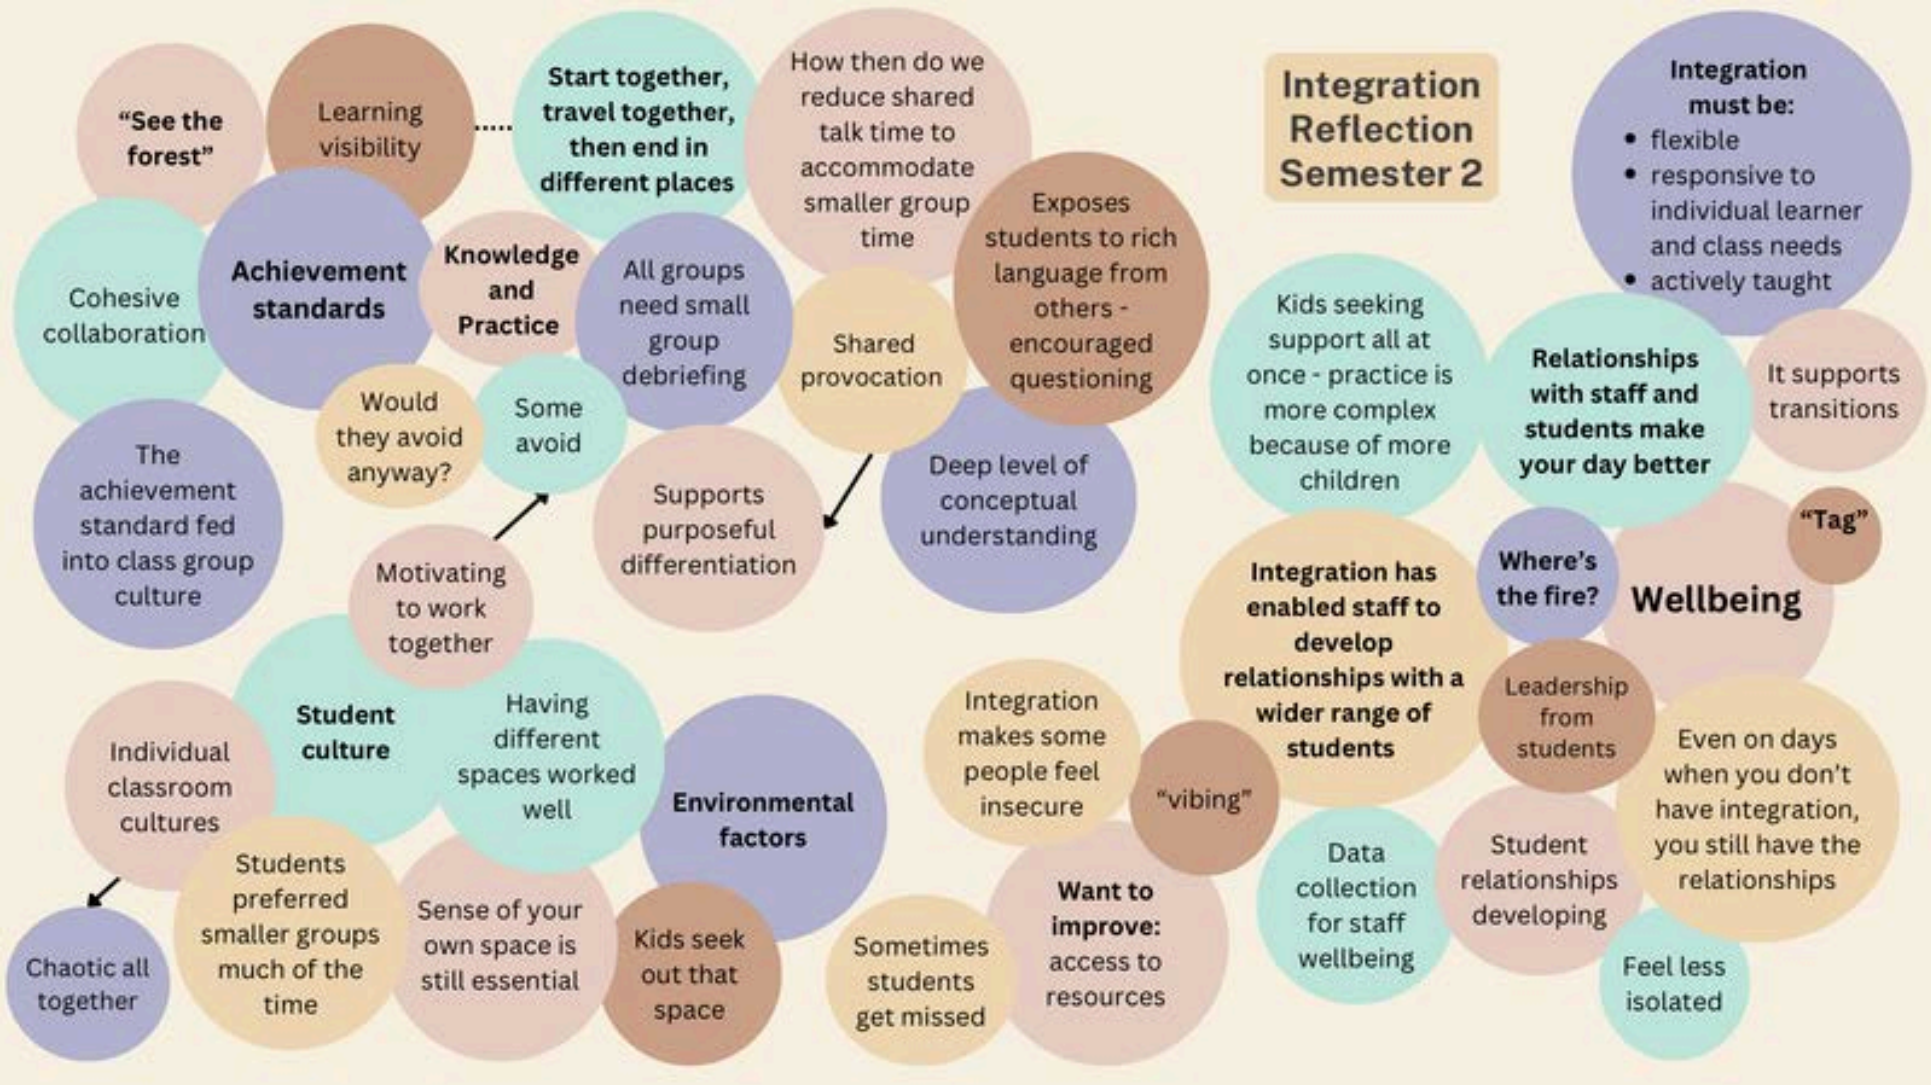 "See the
forest"
Learning
visibility
Start together,
travel together,
then end in
different places
How then do we
reduce shared
talk time to
accommodate
smaller group
time
Integration
Reflection
Semester 2
Integration
must be:
• flexible
• responsive to
individual learner
and class needs
• actively taught
Cohesive
collaboration
Achievement
standards
Knowledge
and
Practice
All groups
need small
group
debriefing
Shared
provocation
Exposes
students to rich
language from
others -
encouraged
questioning
Kids seeking
support all at
once - practice is
more complex
because of more
children
Relationships
with staff and
students make
your day better
It supports
transitions
The
achievement
standard fed
into class group
culture
Would
they avoid
anyway?
Some
avoid
Supports
purposeful
differentiation
Deep level of
conceptual
understanding
Motivating
to work
together
Integration has
enabled staff to
develop
relationships with a
wider range of
students
Where's
the fire?
Wellbeing
"Tag"
Individual
classroom
cultures
Student
culture
Having
different
spaces worked
well
Environmental
factors
Integration
makes some
people feel
insecure
"vibing"
Leadership
from
students
Even on days
when you don't
have integration,
you still have the
relationships
Chaotic all
together
Students
preferred
smaller groups
much of the
time
Sense of your
own space is
still essential
Kids seek
out that
space
Sometimes
students
get missed
Want to
improve:
access to
resources
Data
collection
for staff
wellbeing
Student
relationships
developing
Feel less
isolated